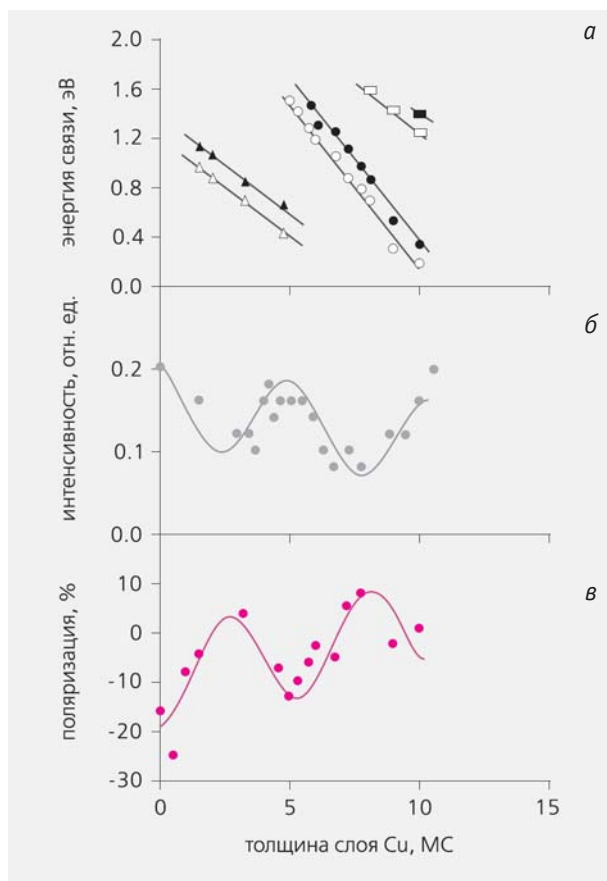 а
энергия связи, эВ
2.0
1.6
1.2
0.8
0.4
0.0
б
интенсивность, отн. ед.
0.2
0.1
0.0
в
поляризация, %
10
0
-10
-20
-30
0 5 10 15
толщина слоя Cu, МС